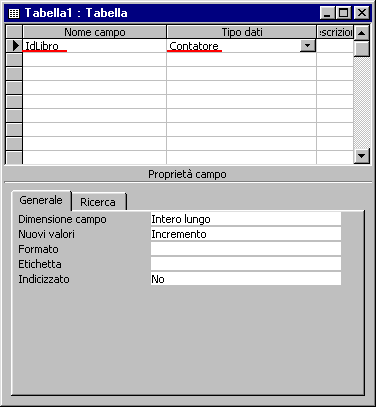 Tabella1 : Tabella
Nome campo Tipo dati escrizion
IdLibro Contatore
Proprietà campo
Generale Ricerca
Dimensione campo Intero lungo
Nuovi valori Incremento
Formato
Etichetta
Indicizzato No